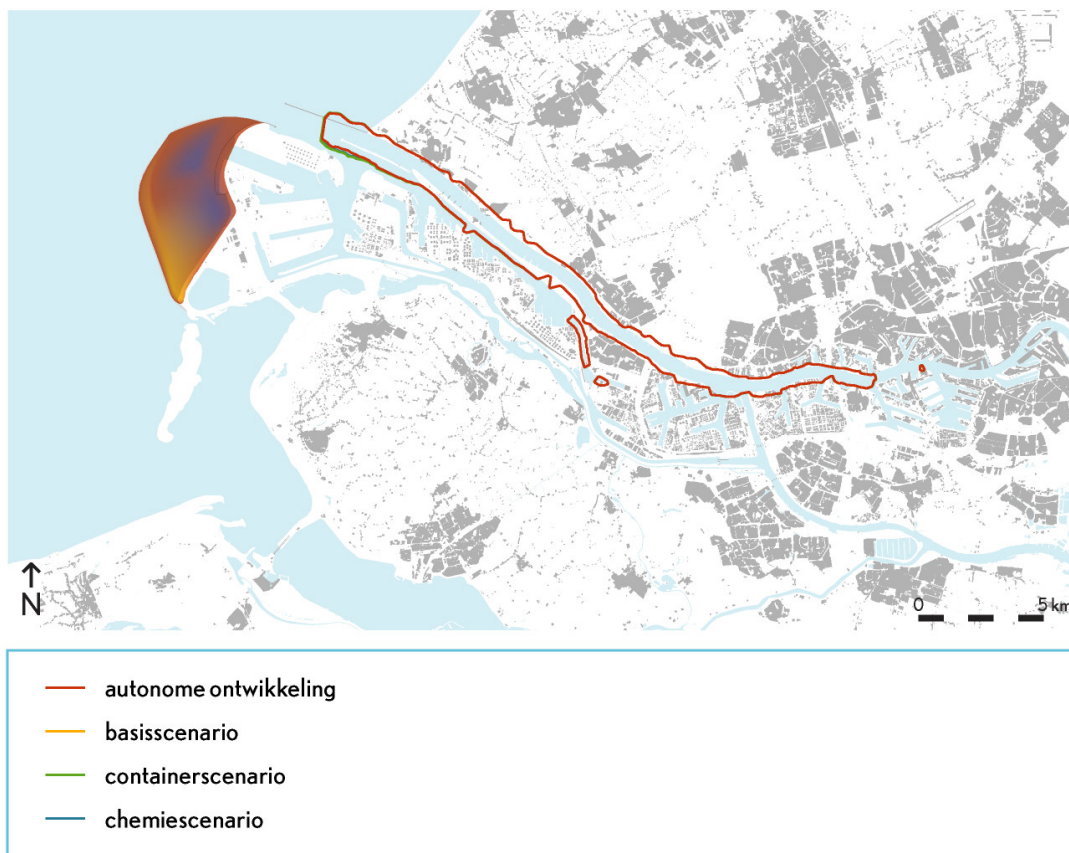 N
0 5 km
autonome ontwikkeling
basisscenario
containerscenario
chemiescenario